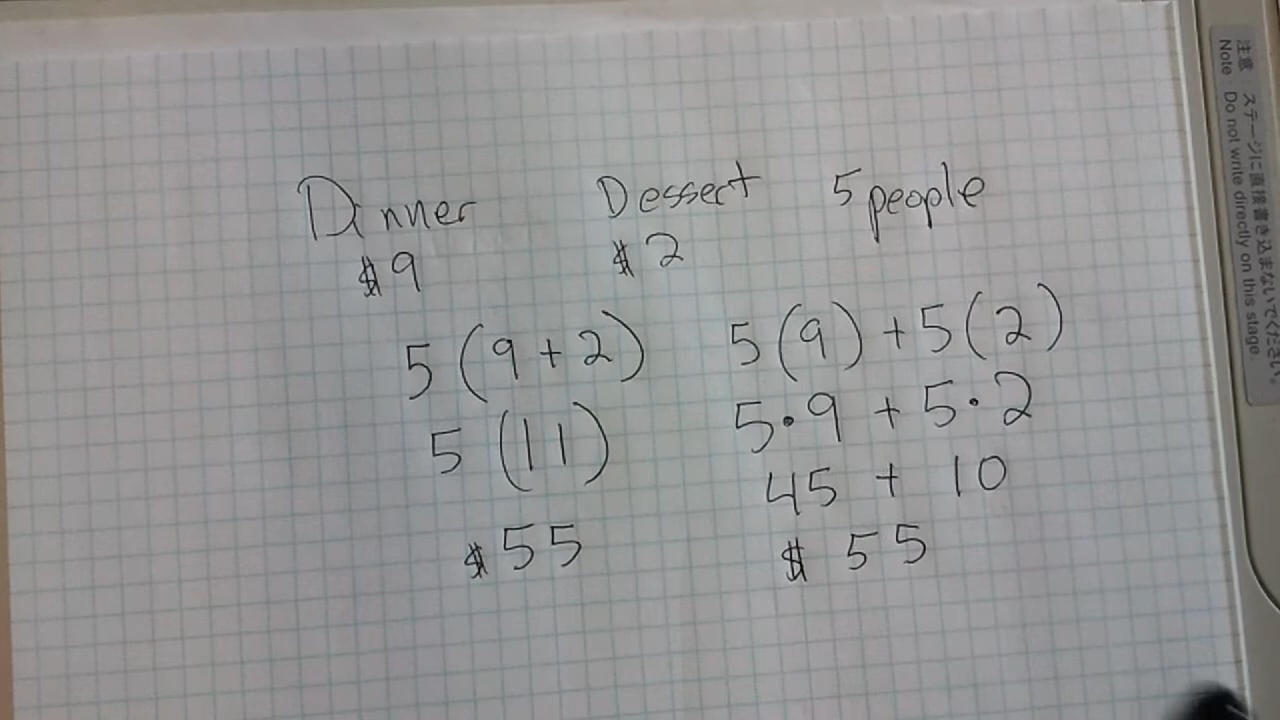 Dinner Dessert 5 people
$9 $2
5(9+2) 5(9)+5(2)
5(11) 5·9+5·2
$55 45 + 10
$55
注意 ステージに直接書き込まないでください。
Note Do not write directly on this stage.